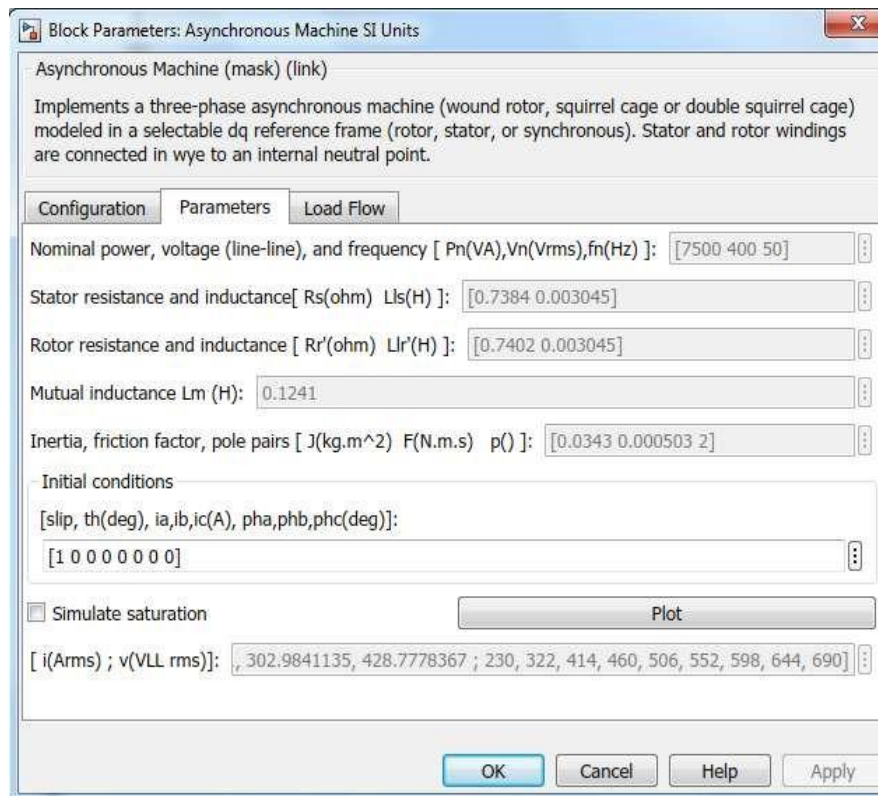 Block Parameters: Asynchronous Machine SI Units
Asynchronous Machine (mask) (link)
Implements a three-phase asynchronous machine (wound rotor, squirrel cage or double squirrel cage)
modeled in a selectable dq reference frame (rotor, stator, or synchronous). Stator and rotor windings
are connected in wye to an internal neutral point.
Configuration Parameters Load Flow
Nominal power, voltage (line-line), and frequency [ Pn(VA),Vn(Vrms),fn(Hz) ]: [7500 400 50]
Stator resistance and inductance[ Rs(ohm) Lls(H) ]: [0.7384 0.003045]
Rotor resistance and inductance [ Rr'(ohm) Llr'(H) ]: [0.7402 0.003045]
Mutual inductance Lm (H): 0.1241
Inertia, friction factor, pole pairs [ J(kg.m^2) F(N.m.s) p() ]: [0.0343 0.000503 2]
Initial conditions
[slip, th(deg), ia,ib,ic(A), pha,phb,phc(deg)]:
[1 0 0 0 0 0 0 0]
Simulate saturation Plot
[ i(Arms) ; v(VLL rms)]: , 302.9841135, 428.7778367 ; 230, 322, 414, 460, 506, 552, 598, 644, 690]
OK Cancel Help Apply